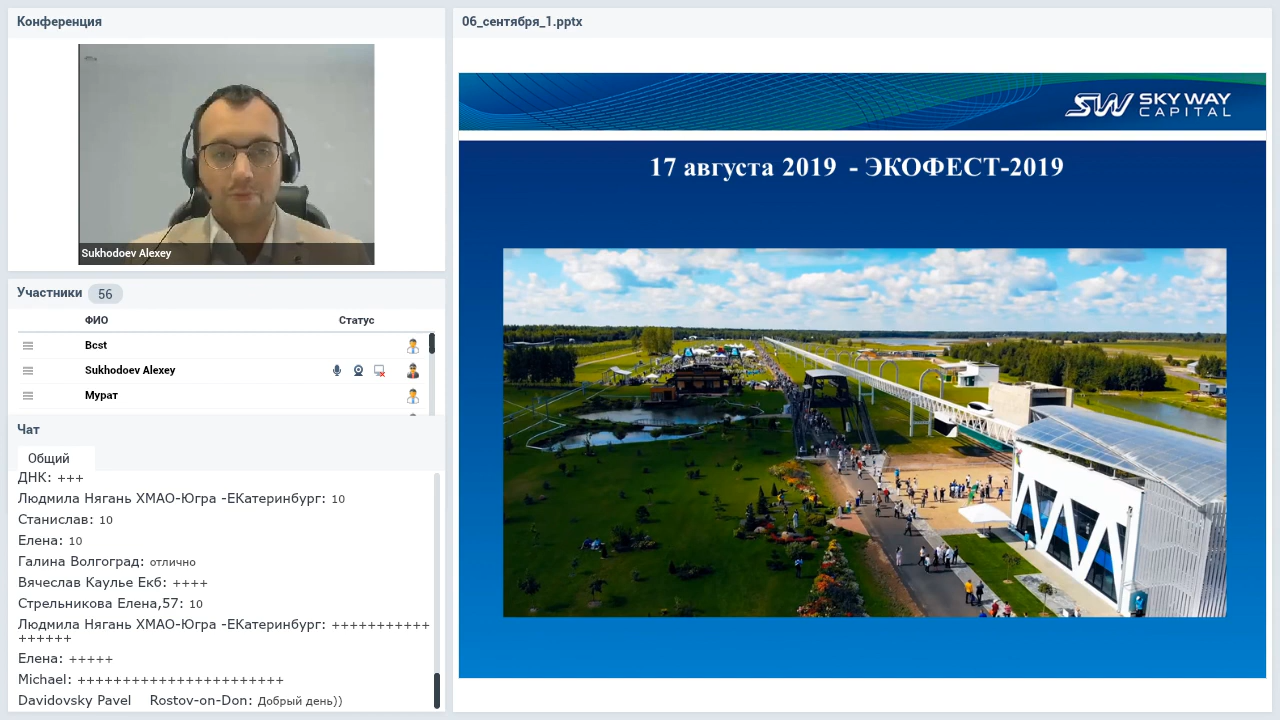 Конференция
Sukhodoev Alexey
Участники 56
ФИО Статус
Bcst
Sukhodoev Alexey
Мурат
Чат
Общий
ДНК: +++
Людмила Нягань ХМАО-Югра -ЕКатеринбург: 10
Станислав: 10
Елена: 10
Галина Волгоград: отлично
Вячеслав Каулье Екб: ++++
Стрельникова Елена,57: 10
Людмила Нягань ХМАО-Югра -ЕКатеринбург: +++++++++++
++++++
Елена: +++++
Michael: +++++++++++++++++++++++
Davidovsky Pavel Rostov-on-Don: Добрый день))
06_сентября_1.pptx
SW SKY WAY
CAPITAL
17 августа 2019 - ЭКОФЕСТ-2019